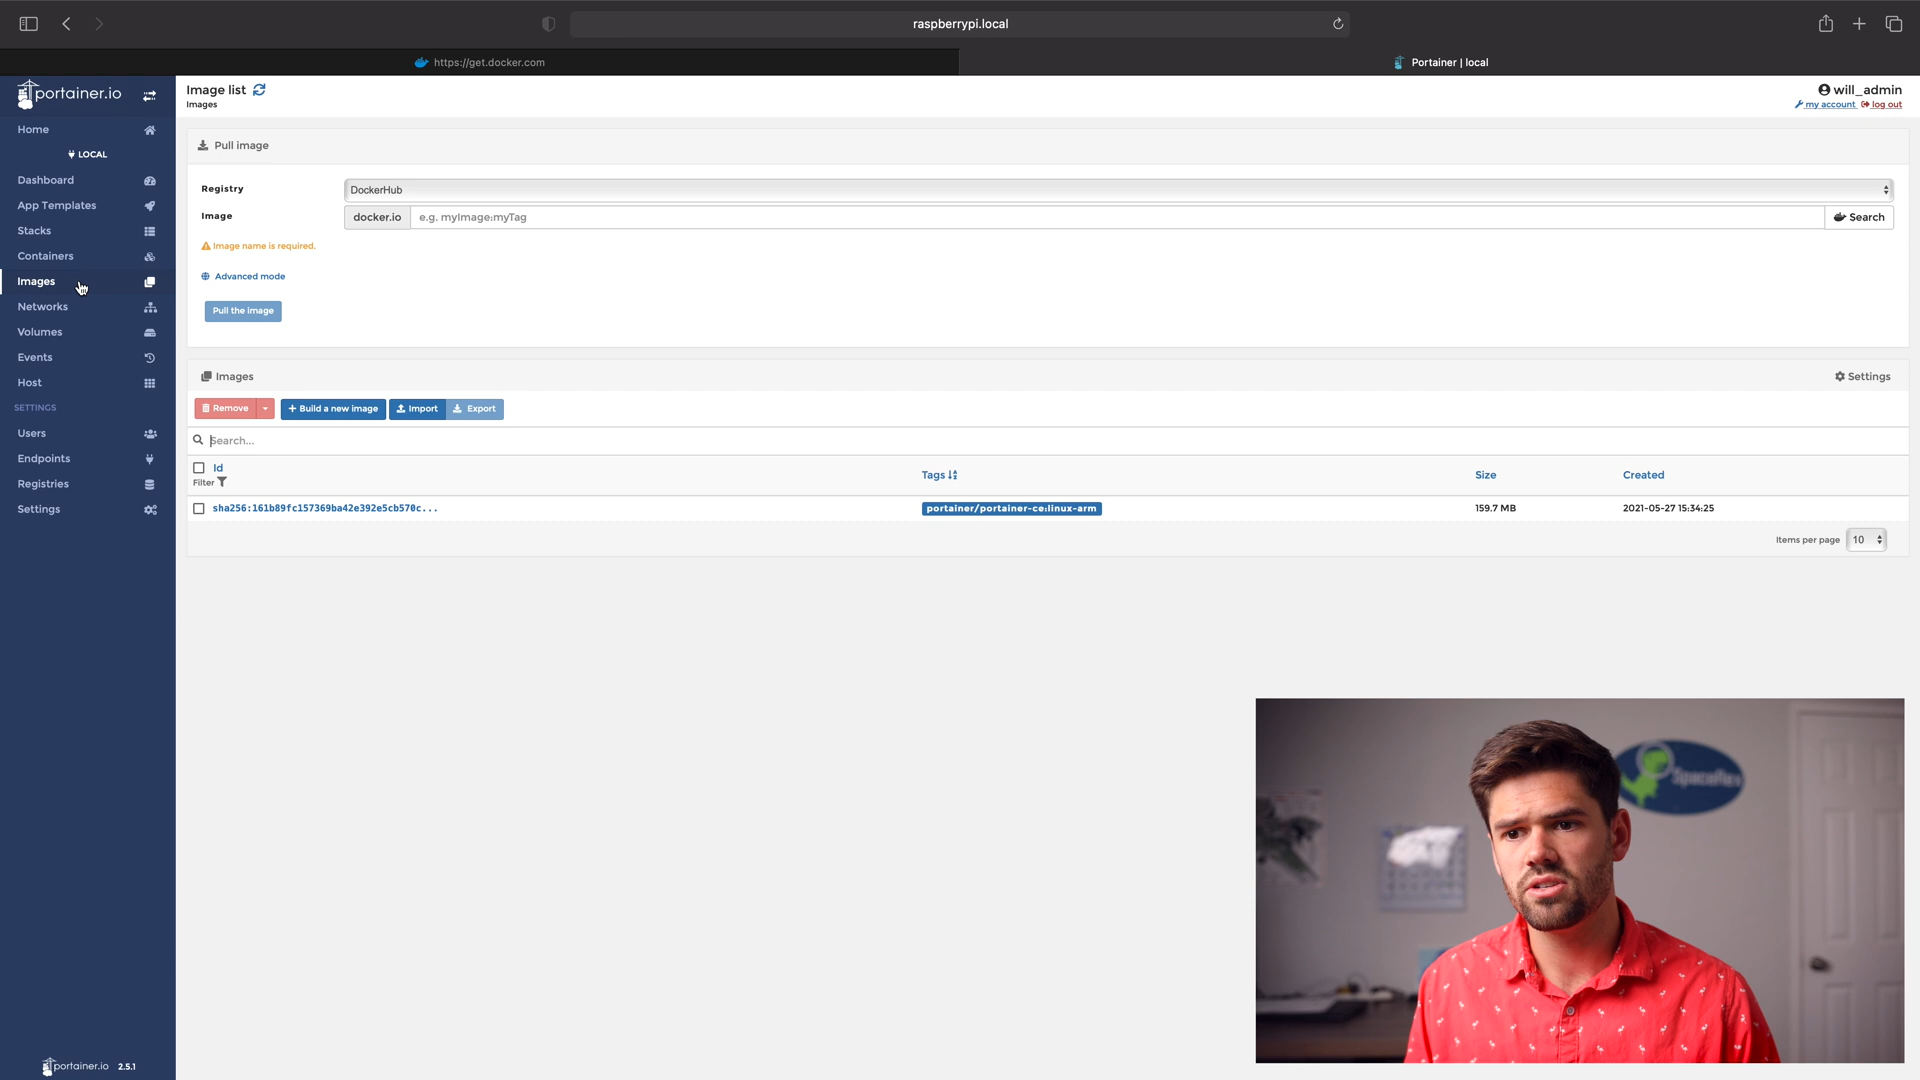 raspberrypi.local
https://get.docker.com
Portainer | local
portainer.io
Home
LOCAL
Dashboard
App Templates
Stacks
Containers
Images
Networks
Volumes
Events
Host
SETTINGS
Users
Endpoints
Registries
Settings
portainer.io 2.5.1
Image list
Images
will_admin
my account log out
Pull image
Registry DockerHub
Image docker.io e.g. myImage:myTag Search
Image name is required.
Advanced mode
Pull the image
Images Settings
Remove + Build a new image Import Export
Search...
Id Tags Size Created
Filter
sha256:161b89fc157369ba42e392e5cb570c... portainer/portainer-ce:linux-arm 159.7 MB 2021-05-27 15:34:25
Items per page 10
SpaceRex